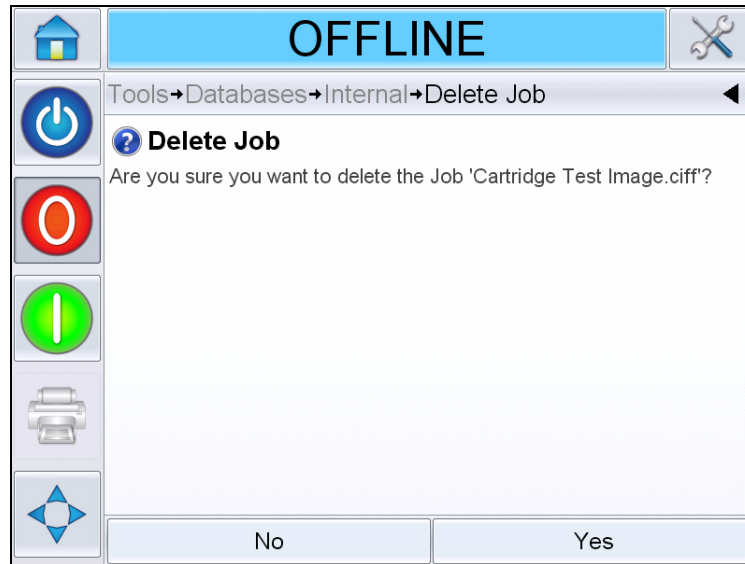 OFFLINE
Tools→Databases→Internal→Delete Job
Delete Job
Are you sure you want to delete the Job 'Cartridge Test Image.ciff'?
No
Yes